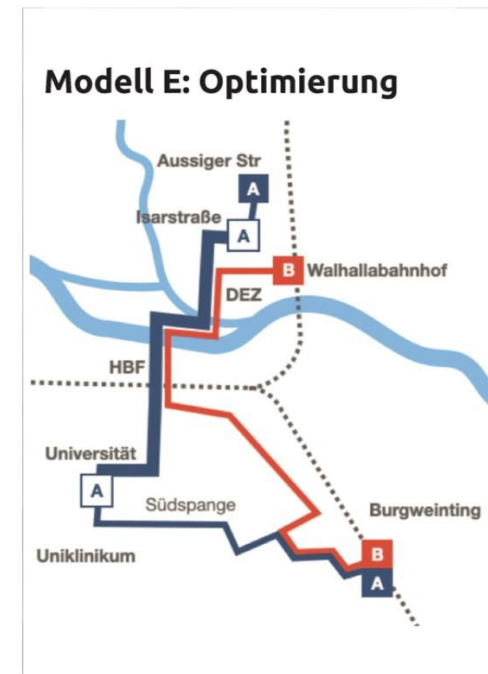 Modell E: Optimierung
Aussiger Str
A
Isarstraße
A
B Walhallabahnhof
DEZ
HBF
Universität
A
Südspange
Burgweinting
Uniklinikum
B
A